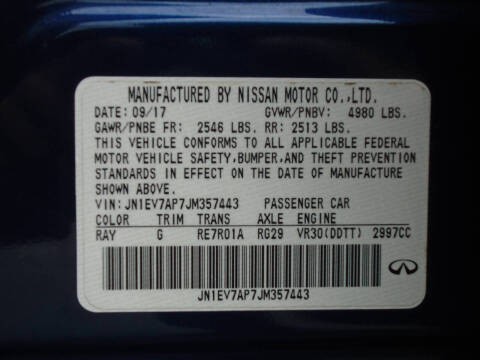 MANUFACTURED BY NISSAN MOTOR CO.,LTD.
DATE: 09/17 GVWR/PNBV: 4980 LBS.
GAWR/PNBE FR: 2546 LBS. RR: 2513 LBS.
THIS VEHICLE CONFORMS TO ALL APPLICABLE FEDERAL
MOTOR VEHICLE SAFETY,BUMPER,AND THEFT PREVENTION
STANDARDS IN EFFECT ON THE DATE OF MANUFACTURE
SHOWN ABOVE.
VIN: JN1EV7AP7JM357443 PASSENGER CAR
COLOR TRIM TRANS AXLE ENGINE
RAY G RE7R01A RG29 VR30(DDTT) 2997CC
JN1EV7AP7JM357443